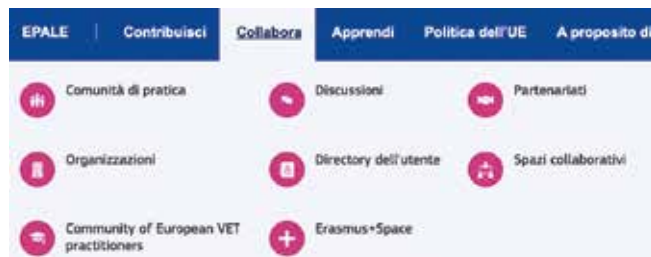 EPALE | Contribuisci Collabora Apprendi Politica dell'UE A proposito di
Comunità di pratica Discussioni Partenariati
Organizzazioni Directory dell'utente Spazi collaborativi
Community of European VET Erasmus+Space
practitioners